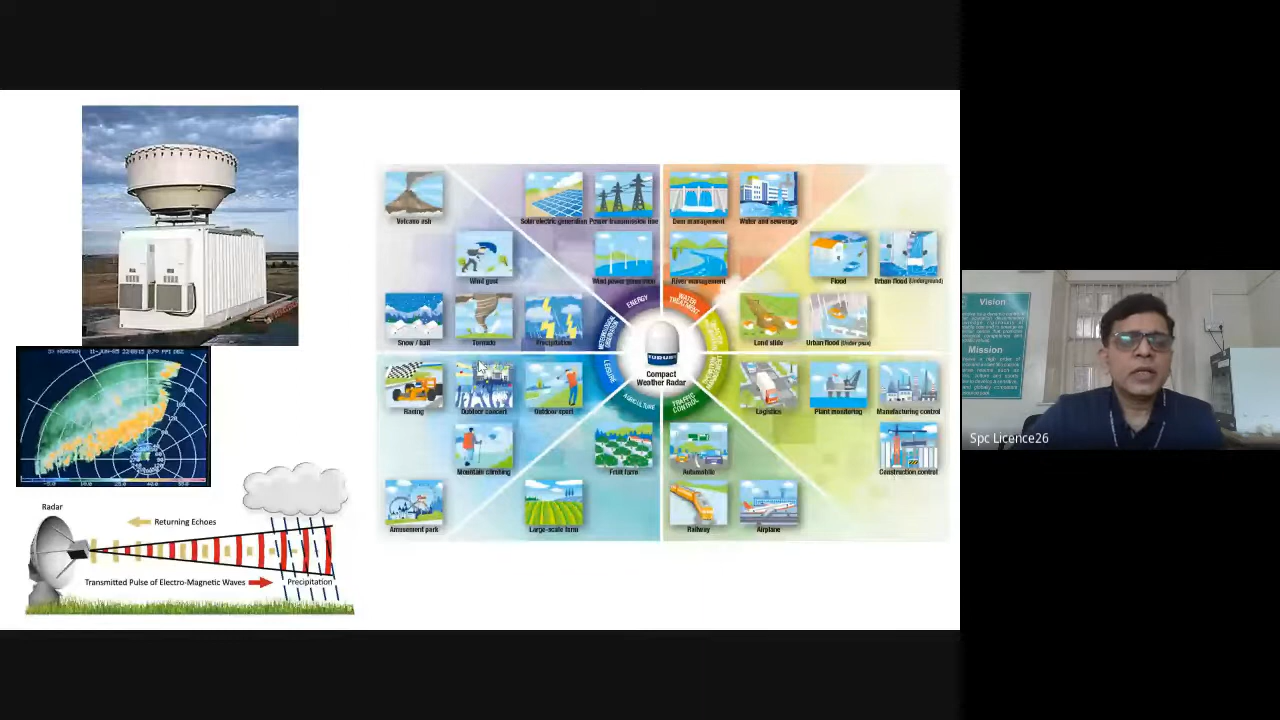 Volcano ash
Solar electric generation
Power transmission line
Dam management
Water and sewerage
Wind gust
Wind power generation
River management
Flood
Urban flood (Underground)
Snow / hail
Tornado
Precipitation
Land slide
Urban flood (Under pass)
ENERGY
WATER
TREATMENT
LEISURE
AGRICULTURE
TRAFFIC
CONTROL
FURUNO
Compact
Weather Radar
Racing
Outdoor concert
Outdoor sport
Logistics
Plant monitoring
Manufacturing control
Mountain climbing
Fruit farm
Automobile
Construction control
Amusement park
Large-scale farm
Railway
Airplane
Radar
Returning Echoes
Transmitted Pulse of Electro-Magnetic Waves
Precipitation
Vision
Mission
Spc Licence26